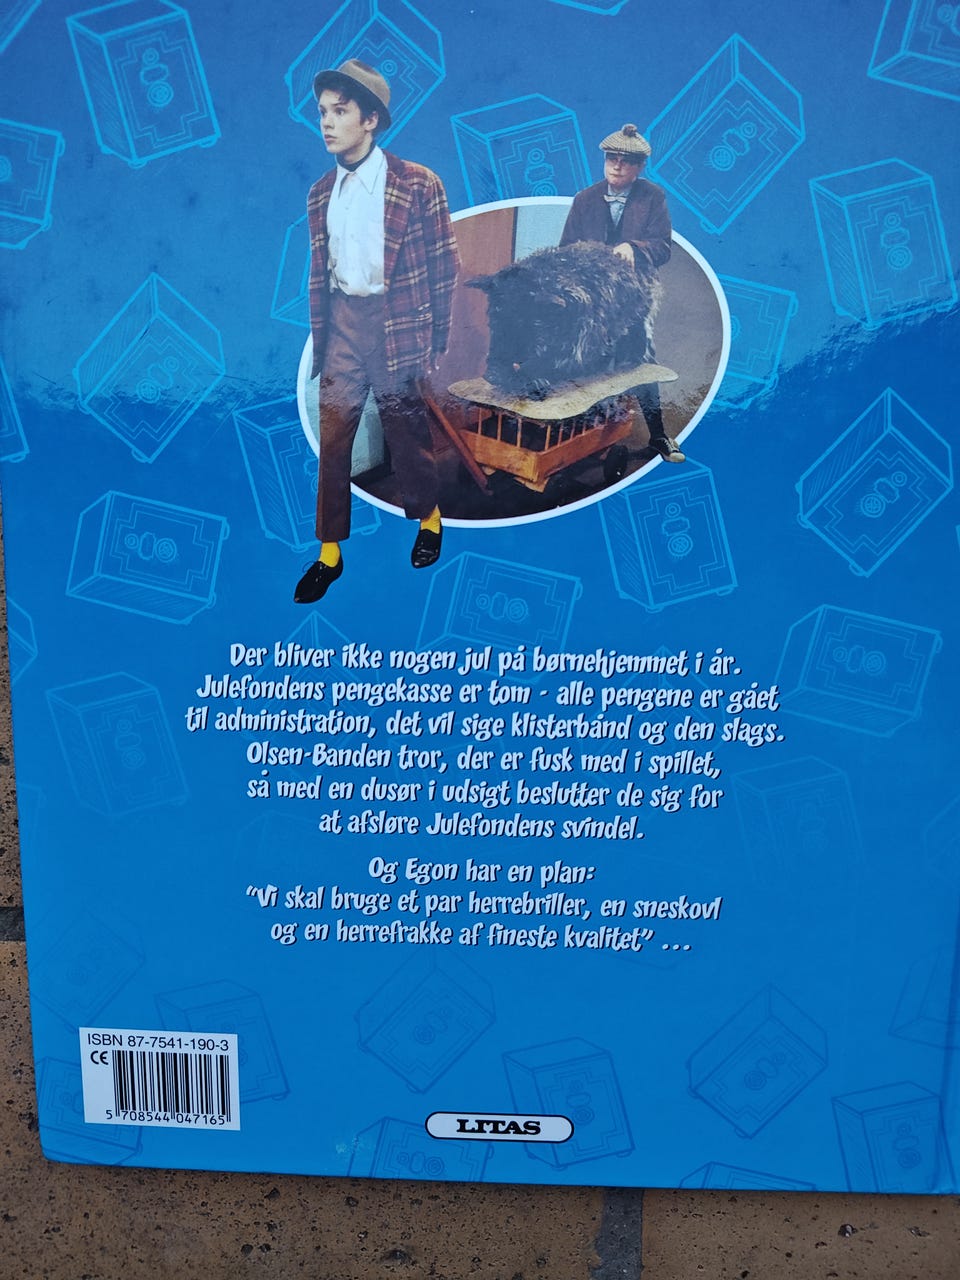 Der bliver ikke nogen jul på børnehjemmet i år.
Julefondens pengekasse er tom - alle pengene er gået
til administration, det vil sige klisterbånd og den slags.
Olsen-Banden tror, der er fusk med i spillet,
så med en dusør i udsigt beslutter de sig for
at afsløre Julefondens svindel.
Og Egon har en plan:
"Vi skal bruge et par herrebriller, en sneskovl
og en herrefrakke af fineste kvalitet" ...
ISBN 87-7541-190-3
CE
5 708544 047165
LITAS